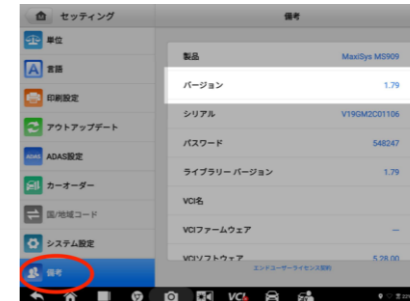 セッティング
備考
単位
A 言語
印刷設定
アウトアップデート
ADAS ADAS設定
カーオーダー
国/地域コード
システム設定
備考
製品 MaxiSys MS909
バージョン 1.79
シリアル V19GM2C01106
パスワード 548247
ライブラリー バージョン 1.79
VCI名
VCIファームウェア --
VCIソフトウェア 5.28.00
エンドユーザーライセンス契約
VCI